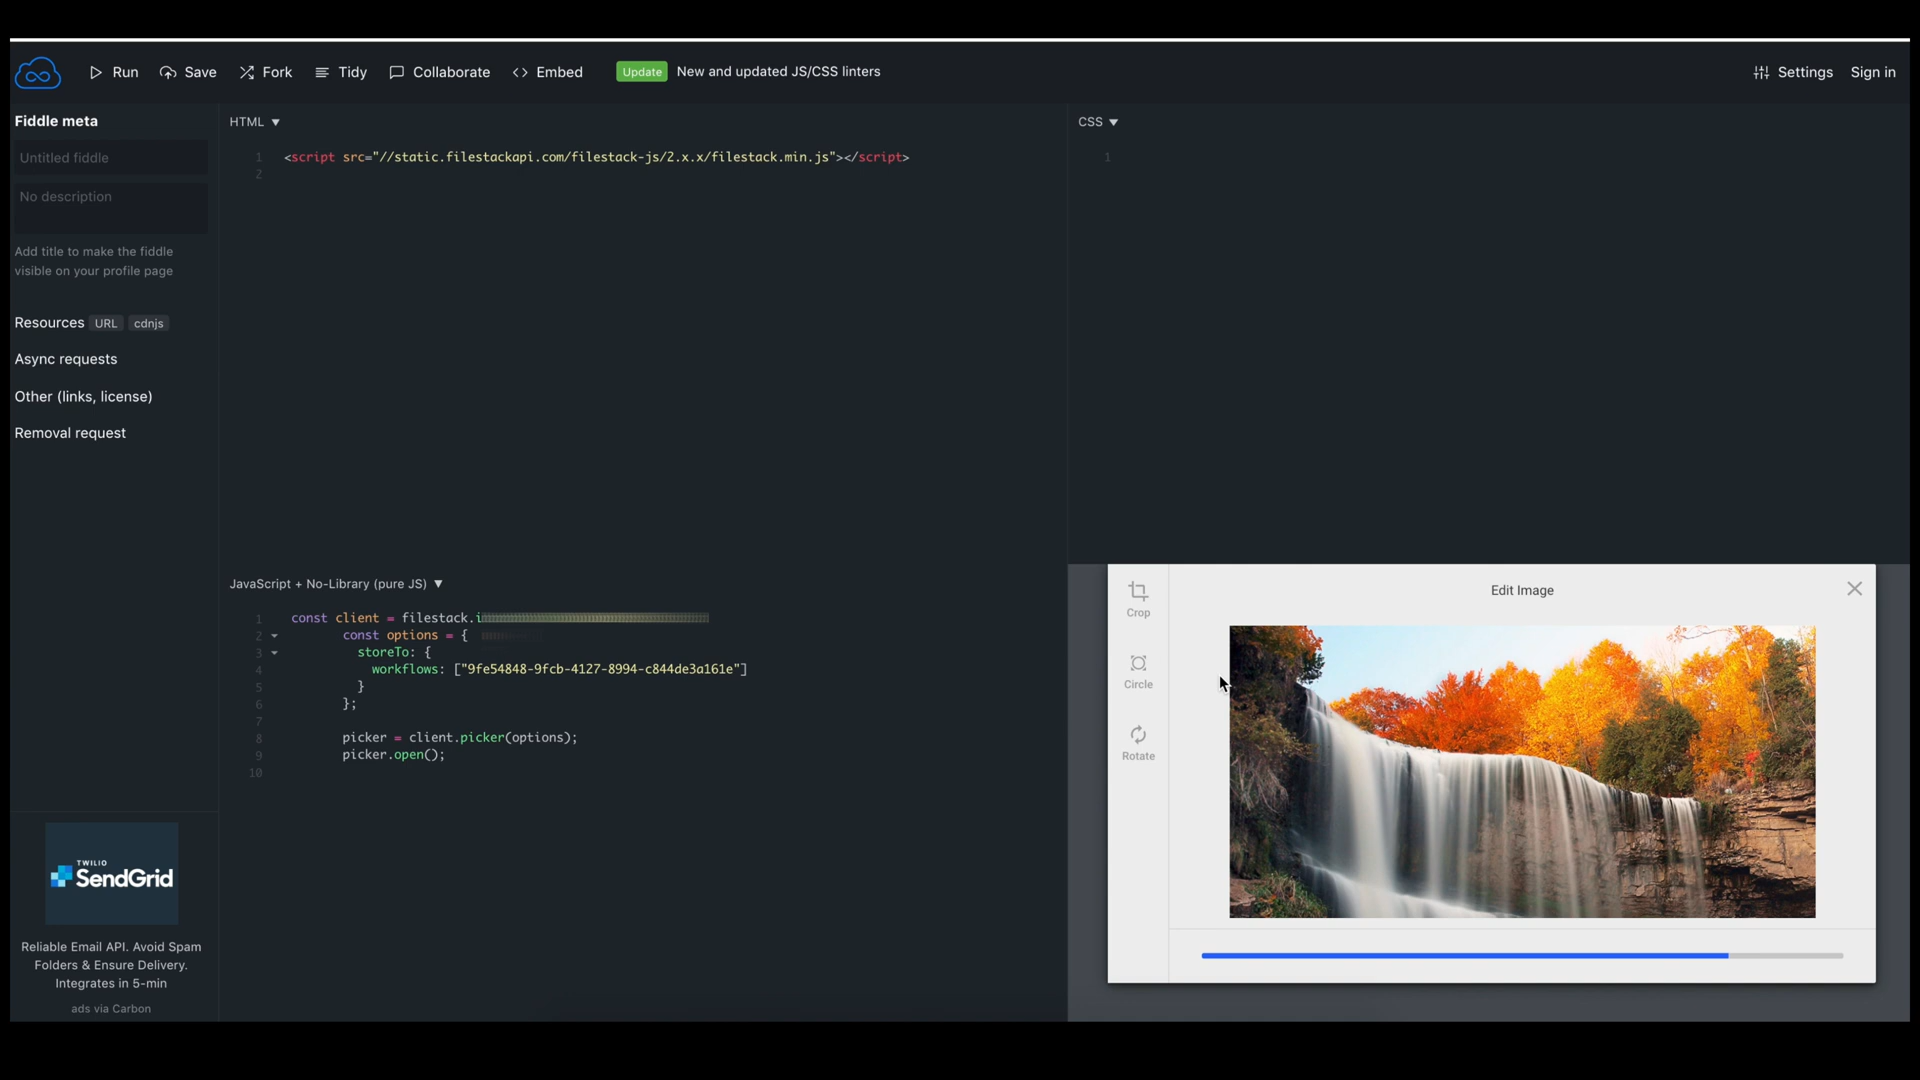 Run Save Fork Tidy Collaborate Embed Update New and updated JS/CSS linters Settings Sign in
Fiddle meta
Untitled fiddle
No description
Add title to make the fiddle
visible on your profile page
Resources URL cdnjs
Async requests
Other (links, license)
Removal request
TWILIO
SendGrid
Reliable Email API. Avoid Spam
Folders & Ensure Delivery.
Integrates in 5-min
ads via Carbon
HTML ▼
1 <script src="//static.filestackapi.com/filestack-js/2.x.x/filestack.min.js"></script>
2
CSS ▼
1
JavaScript + No-Library (pure JS) ▼
1 const client = filestack.i
2 const options = {
3 storeTo: {
4 workflows: ["9fe54848-9fcb-4127-8994-c844de3a161e"]
5 }
6 };
7
8 picker = client.picker(options);
9 picker.open();
10
Edit Image
Crop
Circle
Rotate